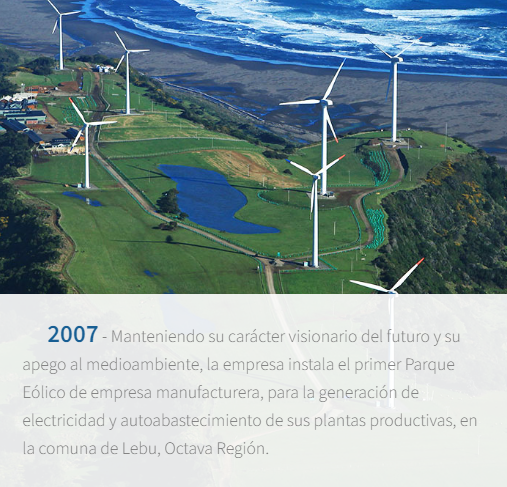 2007 - Manteniendo su carácter visionario del futuro y su
apego al medioambiente, la empresa instala el primer Parque
Eólico de empresa manufacturera, para la generación de
electricidad y autoabastecimiento de sus plantas productivas, en
la comuna de Lebu, Octava Región.